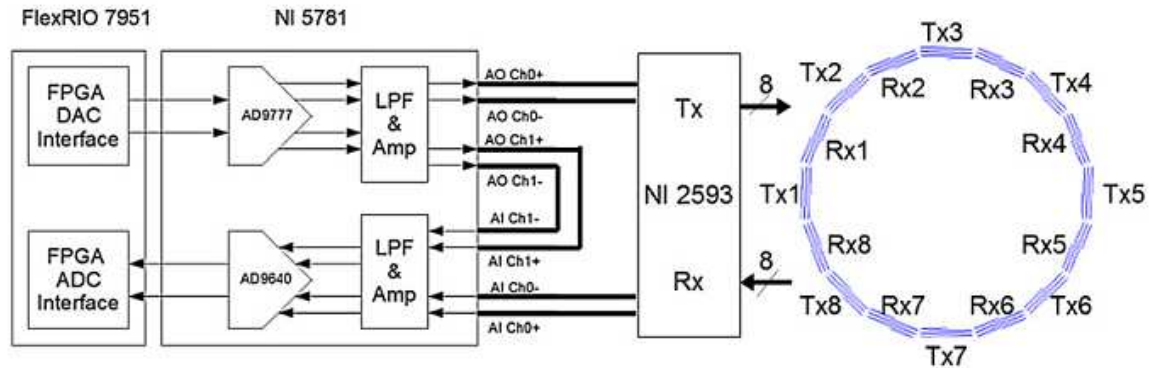 FlexRIO 7951
NI 5781
FPGA
DAC
Interface
AD9777
LPF
&
Amp
AO Ch0+
AO Ch0-
AO Ch1+
AO Ch1-
AI Ch1-
AI Ch1+
AI Ch0-
AI Ch0+
FPGA
ADC
Interface
AD9640
LPF
&
Amp
Tx
NI 2593
Rx
8
8
Tx3
Tx2
Rx2
Rx3
Tx4
Rx1
Rx4
Tx1
Tx5
Rx8
Rx5
Tx8
Rx7
Rx6
Tx6
Tx7